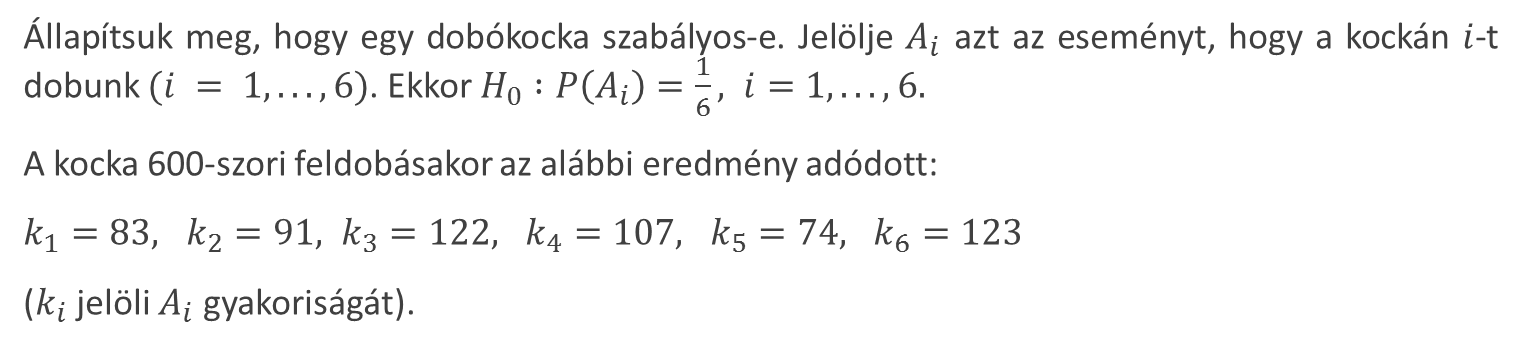 Állapítsuk meg, hogy egy dobókocka szabályos-e. Jelölje A_i azt az eseményt, hogy a kockán i-t
dobunk (i = 1,…,6). Ekkor H_0 : P(A_i) = 1/6, i = 1,…,6.
A kocka 600-szori feldobásakor az alábbi eredmény adódott:
k_1 = 83, k_2 = 91, k_3 = 122, k_4 = 107, k_5 = 74, k_6 = 123
(k_i jelöli A_i gyakoriságát).